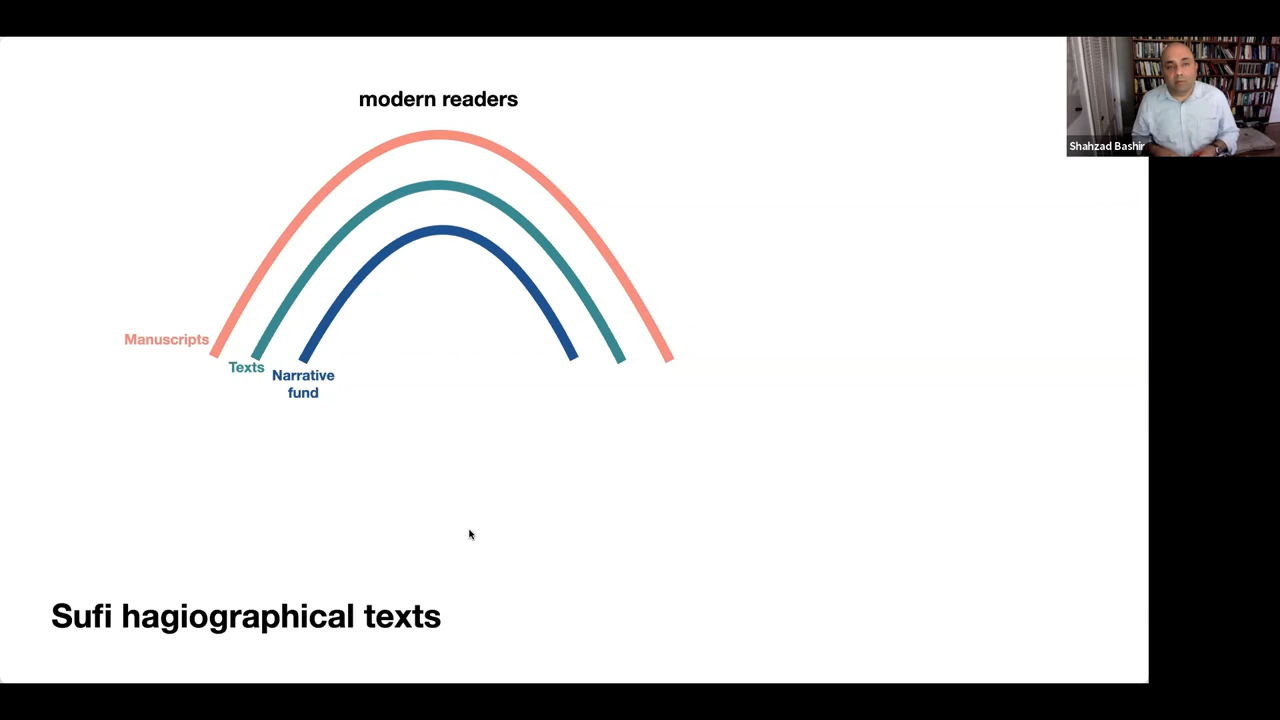 modern readers
Shahzad Bashir
Manuscripts
Texts
Narrative
fund
Sufi hagiographical texts